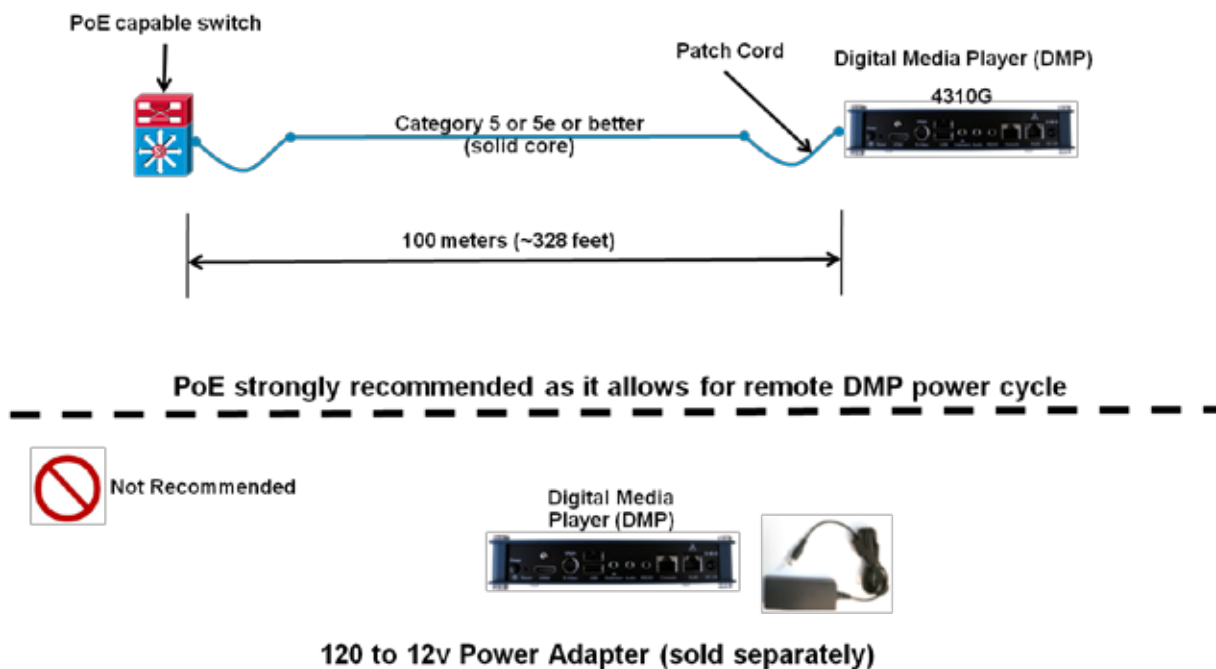 PoE capable switch
Patch Cord
Digital Media Player (DMP)
4310G
Category 5 or 5e or better
(solid core)
100 meters (~328 feet)
PoE strongly recommended as it allows for remote DMP power cycle
Not Recommended
Digital Media
Player (DMP)
120 to 12v Power Adapter (sold separately)